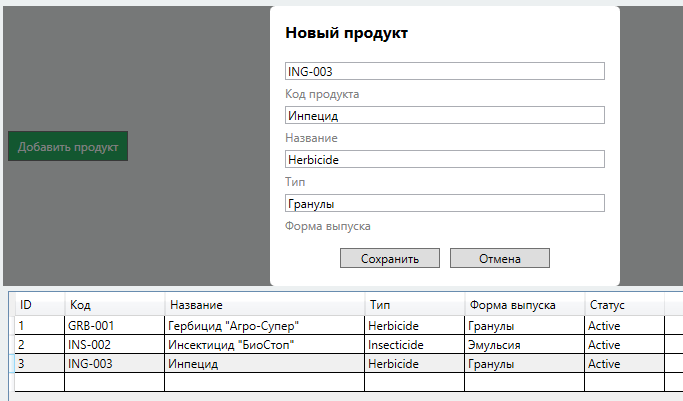 Новый продукт
ING-003
Код продукта
Инпецид
Название
Добавить продукт
Herbicide
Тип
Гранулы
Форма выпуска
Сохранить Отмена
ID Код Название Тип Форма выпуска Статус
1 GRB-001 Гербицид "Агро-Супер" Herbicide Гранулы Active
2 INS-002 Инсектицид "БиоСтоп" Insecticide Эмульсия Active
3 ING-003 Инпецид Herbicide Гранулы Active